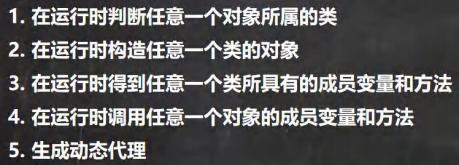 1. 在运行时判断任意一个对象所属的类
2. 在运行时构造任意一个类的对象
3. 在运行时得到任意一个类所具有的成员变量和方法
4. 在运行时调用任意一个对象的成员变量和方法
5. 生成动态代理